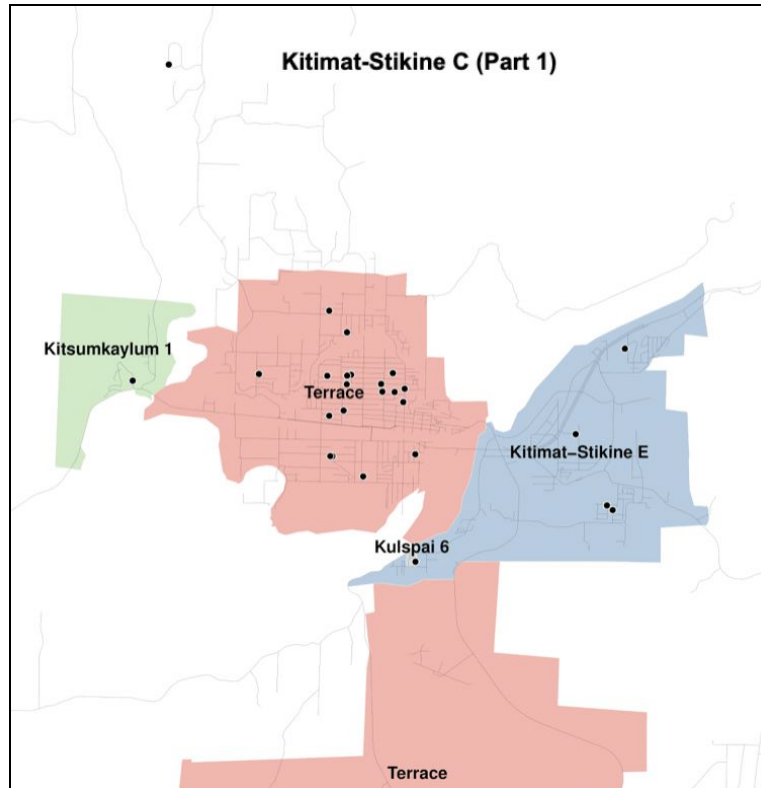 Kitimat-Stikine C (Part 1)
Kitsumkaylum 1
Terrace
Kitimat–Stikine E
Kulspai 6
Terrace